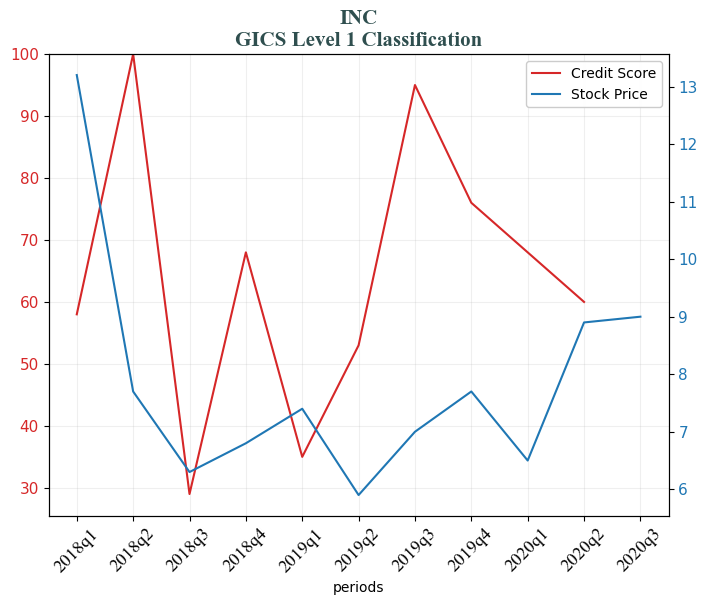 INC
GICS Level 1 Classification
Credit Score
Stock Price
100
90
80
70
60
50
40
30
13
12
11
10
9
8
7
6
2018q1
2018q2
2018q3
2018q4
2019q1
2019q2
2019q3
2019q4
2020q1
2020q2
2020q3
periods